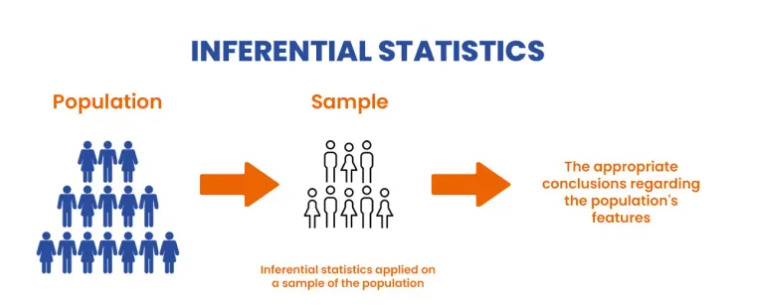 INFERENTIAL STATISTICS
Population
Sample
Inferential statistics applied on
a sample of the population
The appropriate
conclusions regarding
the population's
features